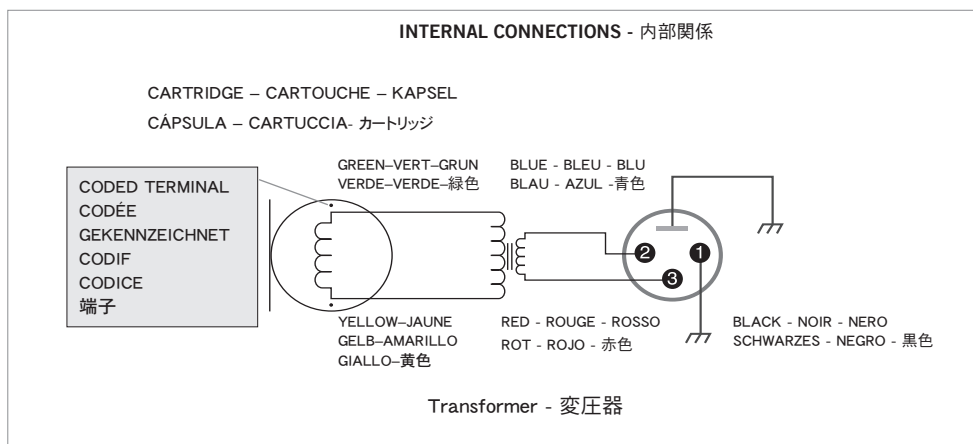 INTERNAL CONNECTIONS - 内部関係
CARTRIDGE – CARTOUCHE – KAPSEL
CÁPSULA – CARTUCCIA- カートリッジ
GREEN–VERT–GRUN
VERDE–VERDE–緑色
BLUE - BLEU - BLU
BLAU - AZUL -青色
CODED TERMINAL
CODÉE
GEKENNZEICHNET
CODIF
CODICE
端子
2
1
3
YELLOW–JAUNE
GELB–AMARILLO
GIALLO–黄色
RED - ROUGE - ROSSO
ROT - ROJO - 赤色
BLACK - NOIR - NERO
SCHWARZES - NEGRO - 黒色
Transformer - 変圧器